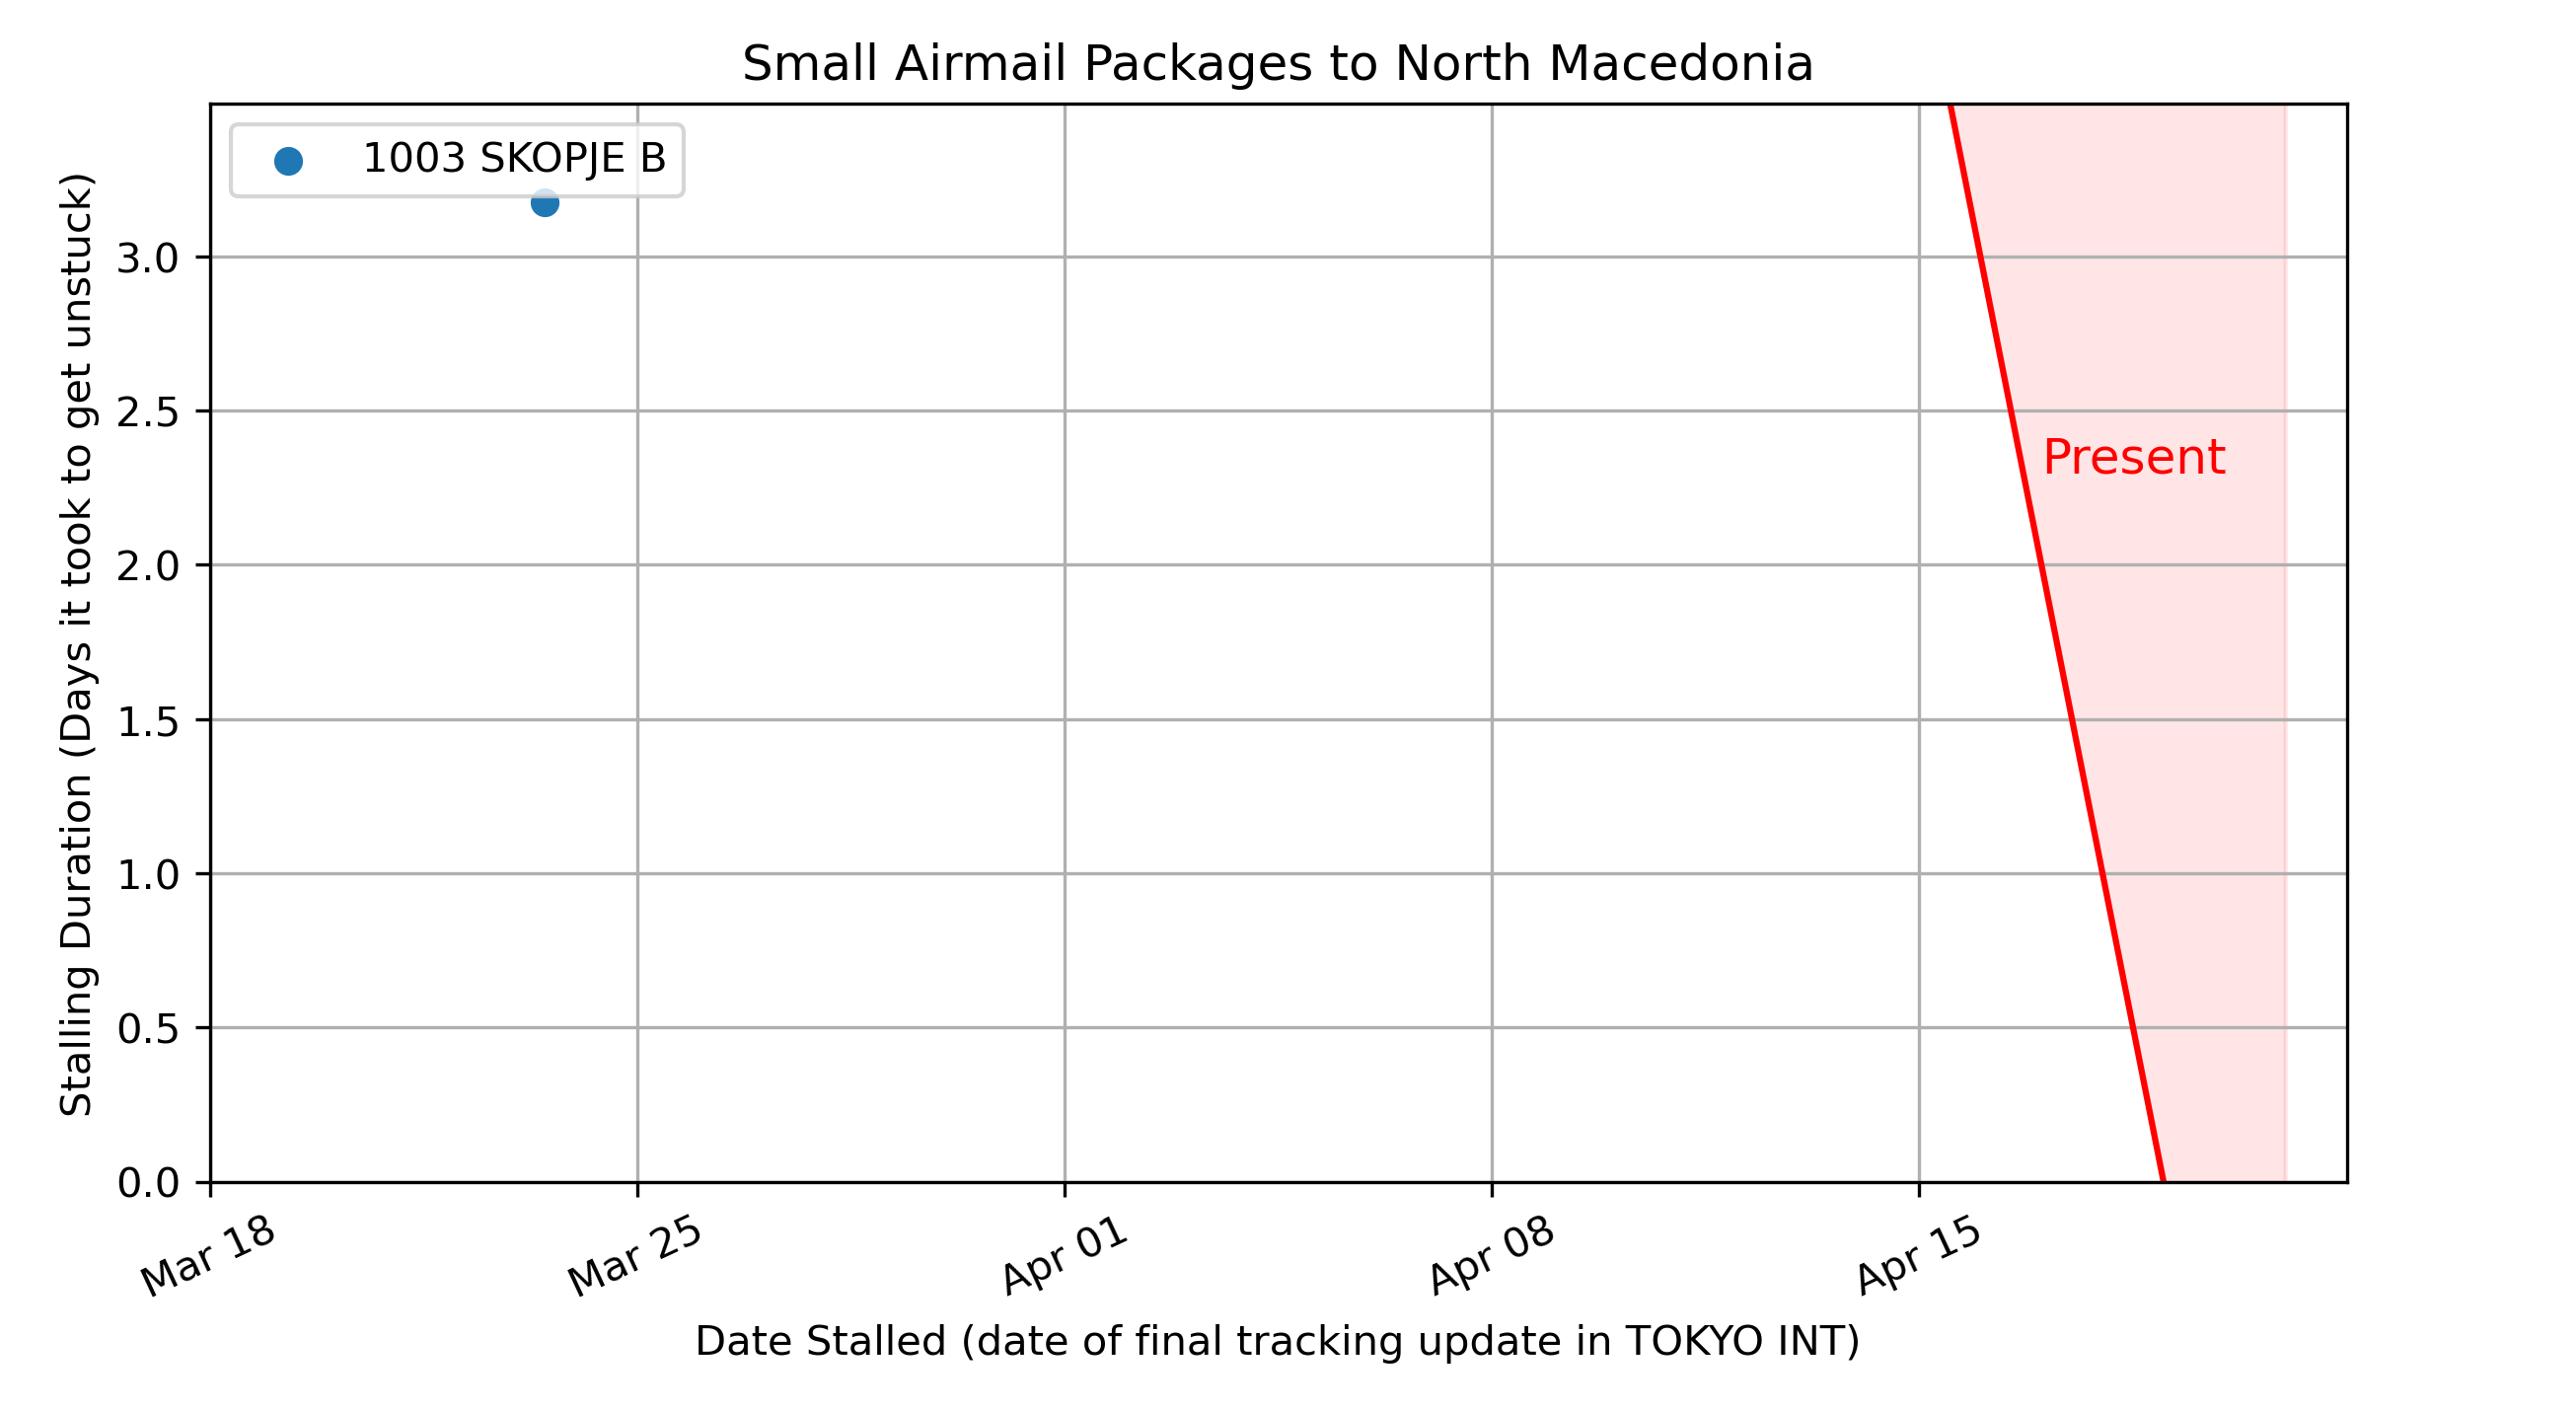 Small Airmail Packages to North Macedonia
1003 SKOPJE B
Stalling Duration (Days it took to get unstuck)
3.0
2.5
2.0
1.5
1.0
0.5
0.0
Present
Mar 18
Mar 25
Apr 01
Apr 08
Apr 15
Date Stalled (date of final tracking update in TOKYO INT)